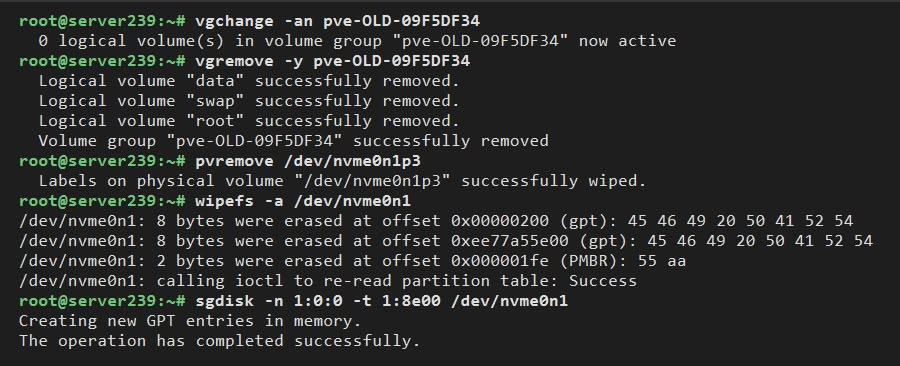 root@server239:~# vgchange -an pve-OLD-09F5DF34
  0 logical volume(s) in volume group "pve-OLD-09F5DF34" now active
root@server239:~# vgremove -y pve-OLD-09F5DF34
  Logical volume "data" successfully removed.
  Logical volume "swap" successfully removed.
  Logical volume "root" successfully removed.
  Volume group "pve-OLD-09F5DF34" successfully removed
root@server239:~# pvremove /dev/nvme0n1p3
  Labels on physical volume "/dev/nvme0n1p3" successfully wiped.
root@server239:~# wipefs -a /dev/nvme0n1
/dev/nvme0n1: 8 bytes were erased at offset 0x00000200 (gpt): 45 46 49 20 50 41 52 54
/dev/nvme0n1: 8 bytes were erased at offset 0xee77a55e00 (gpt): 45 46 49 20 50 41 52 54
/dev/nvme0n1: 2 bytes were erased at offset 0x000001fe (PMBR): 55 aa
/dev/nvme0n1: calling ioctl to re-read partition table: Success
root@server239:~# sgdisk -n 1:0:0 -t 1:8e00 /dev/nvme0n1
Creating new GPT entries in memory.
The operation has completed successfully.